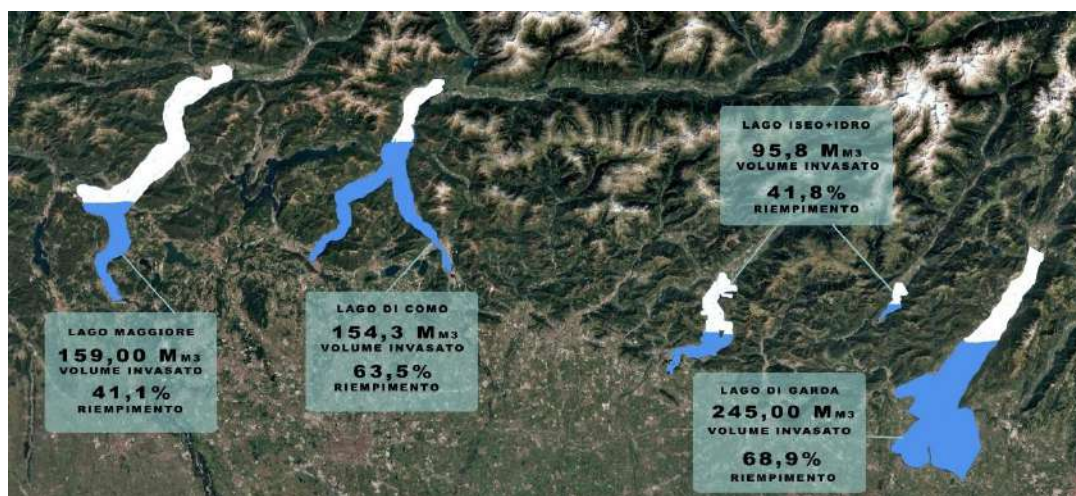 LAGO ISEO+IDRO
95,8 MM3
VOLUME INVASATO
41,8%
RIEMPIMENTO
LAGO MAGGIORE
159,00 MM3
VOLUME INVASATO
41,1%
RIEMPIMENTO
LAGO DI COMO
154,3 MM3
VOLUME INVASATO
63,5%
RIEMPIMENTO
LAGO DI GARDA
245,00 MM3
VOLUME INVASATO
68,9%
RIEMPIMENTO